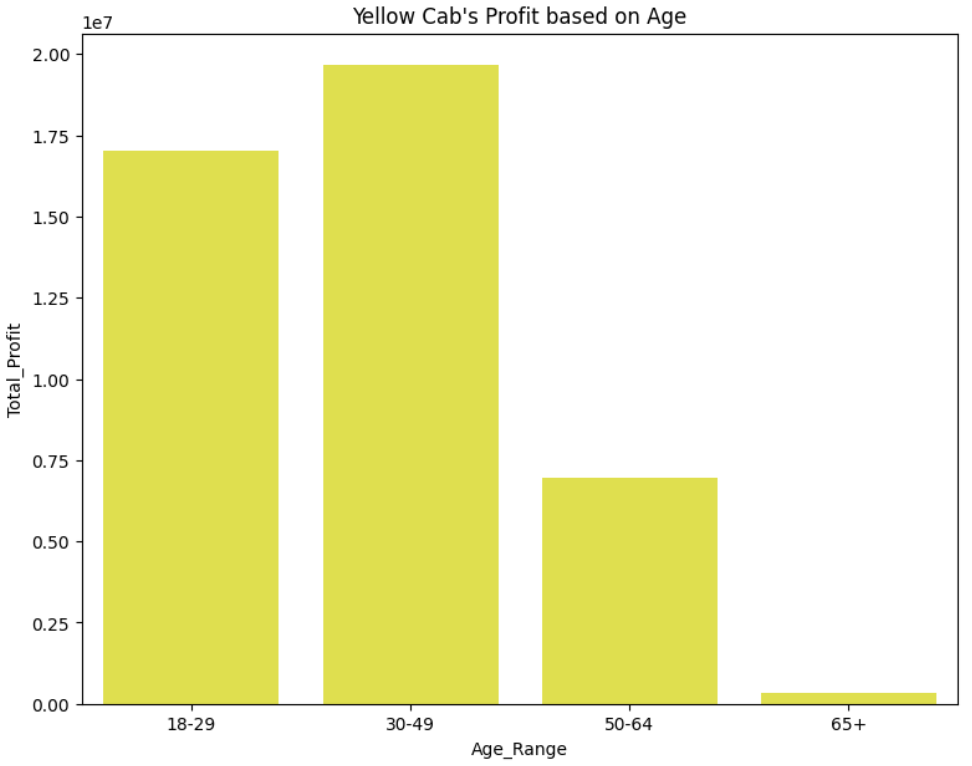 Yellow Cab's Profit based on Age
1e7
2.00
1.75
1.50
1.25
1.00
0.75
0.50
0.25
0.00
Total_Profit
18-29 30-49 50-64 65+
Age_Range